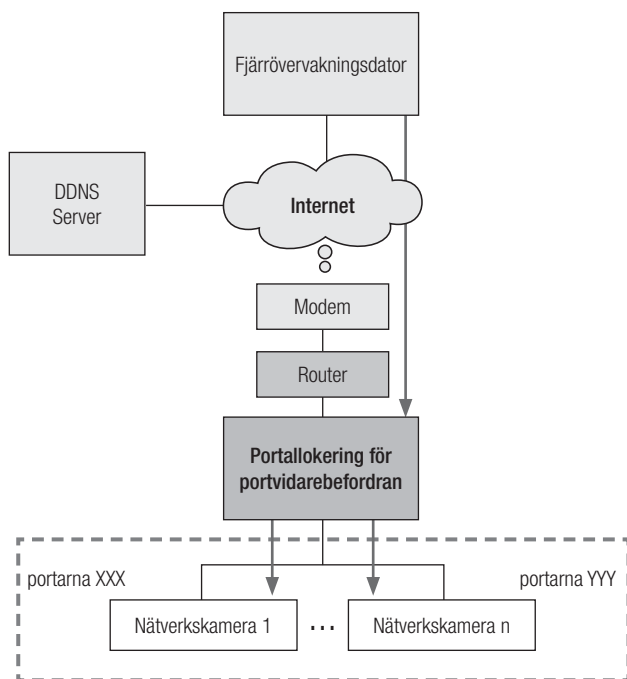 Fjärrövervakningsdator
DDNS
Server
Internet
Modem
Router
Portallokering för
portvidarebefordran
portarna XXX
portarna YYY
Nätverkskamera 1
...
Nätverkskamera n